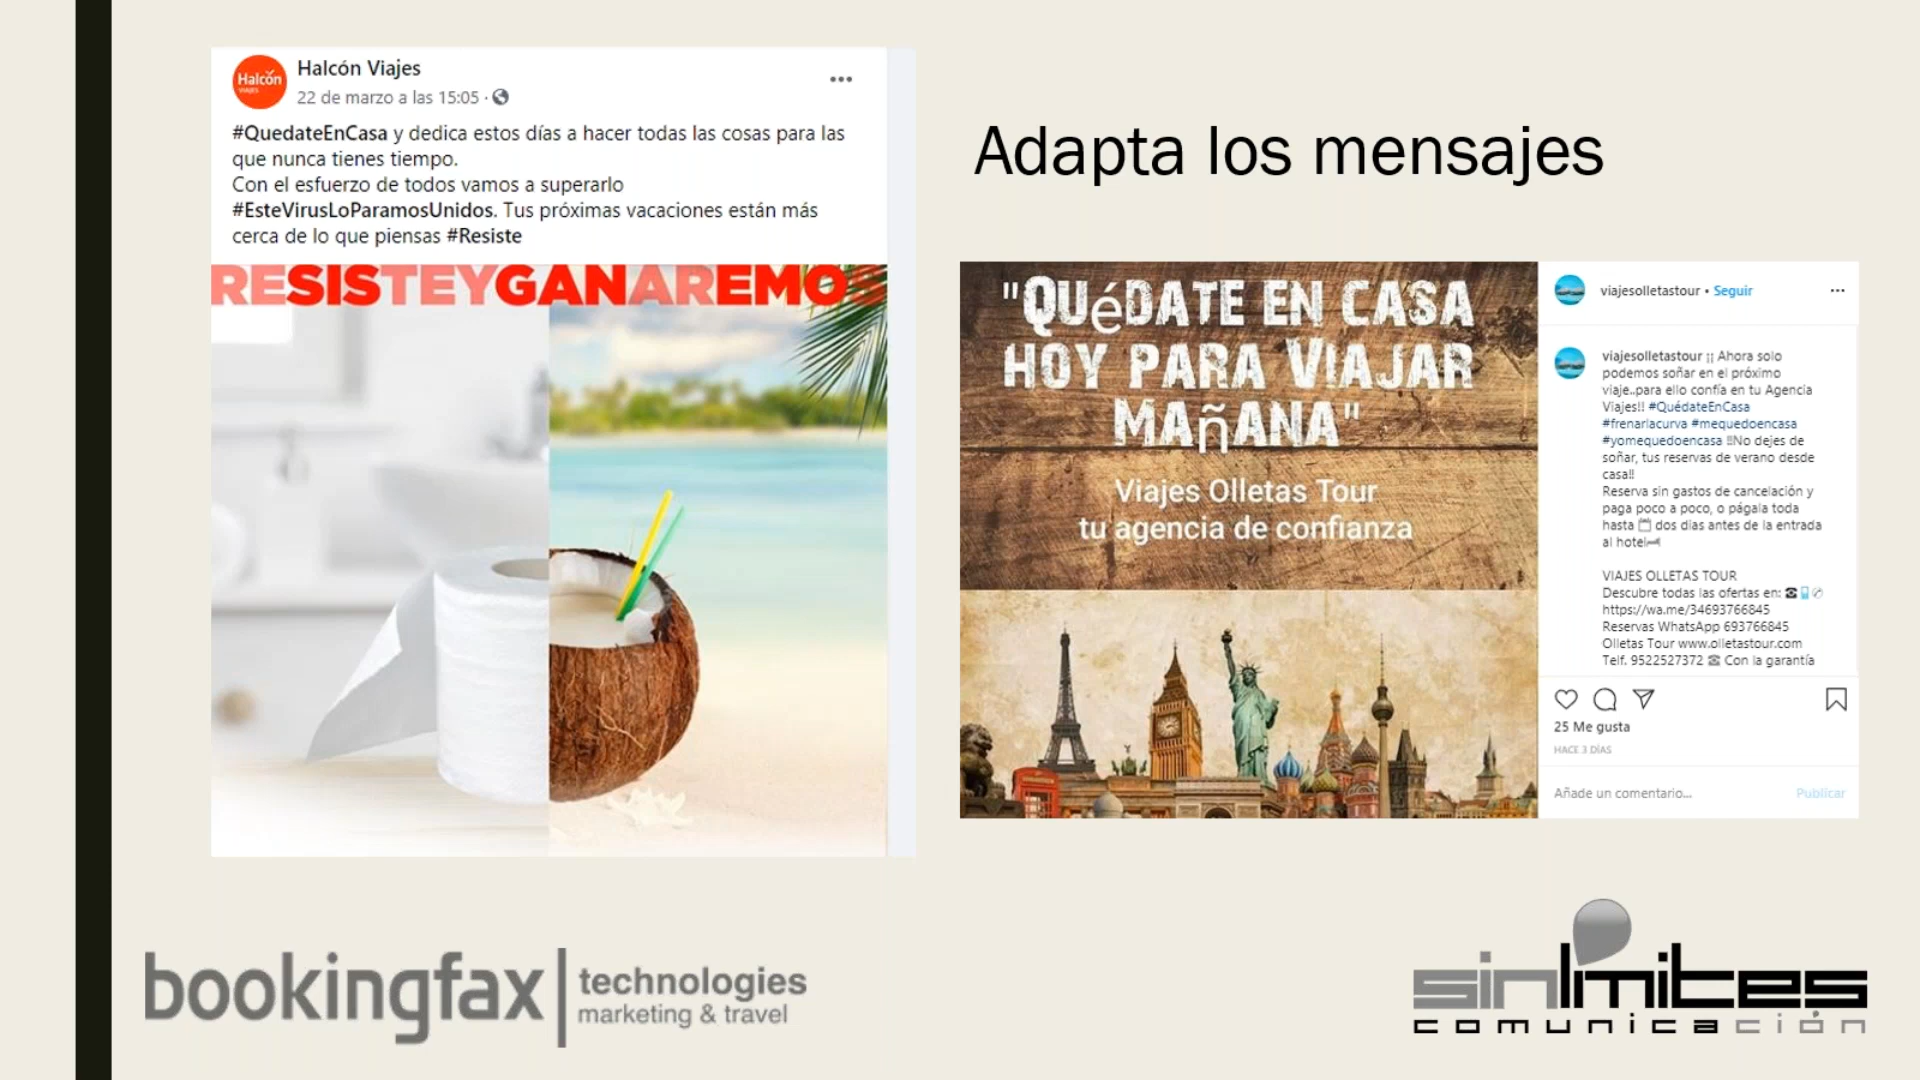 Halcón Viajes
22 de marzo a las 15:05 ·
#QuedateEnCasa y dedica estos días a hacer todas las cosas para las
que nunca tienes tiempo.
Con el esfuerzo de todos vamos a superarlo
#EsteVirusLoParamosUnidos. Tus próximas vacaciones están más
cerca de lo que piensas #Resiste
RESISTEYGANAREMOS
Halcón
VIAJES
Adapta los mensajes
"QUéDATE EN CASA
HOY PARA VIAJAR
MAñANA"
Viajes Olletas Tour
tu agencia de confianza
viajesolletastour • Seguir
viajesolletastour ¡¡ Ahora solo
podemos soñar en el próximo
viaje..para ello confía en tu Agencia
Viajes!! #QuédateEnCasa
#frenarlacurva #mequedoencasa
#yomequedoencasa !!No dejes de
soñar, tus reservas de verano desde
casa!!
Reserva sin gastos de cancelación y
paga poco a poco, o págala toda
hasta dos días antes de la entrada
al hotel
VIAJES OLLETAS TOUR
Descubre todas las ofertas en:
https://wa.me/34693766845
Reservas WhatsApp 693766845
Olletas Tour www.olletastour.com
Telf. 9522527372 Con la garantía
25 Me gusta
HACE 3 DÍAS
Añade un comentario... Publicar
bookingfax
technologies
marketing & travel
sinlimites
comunicación